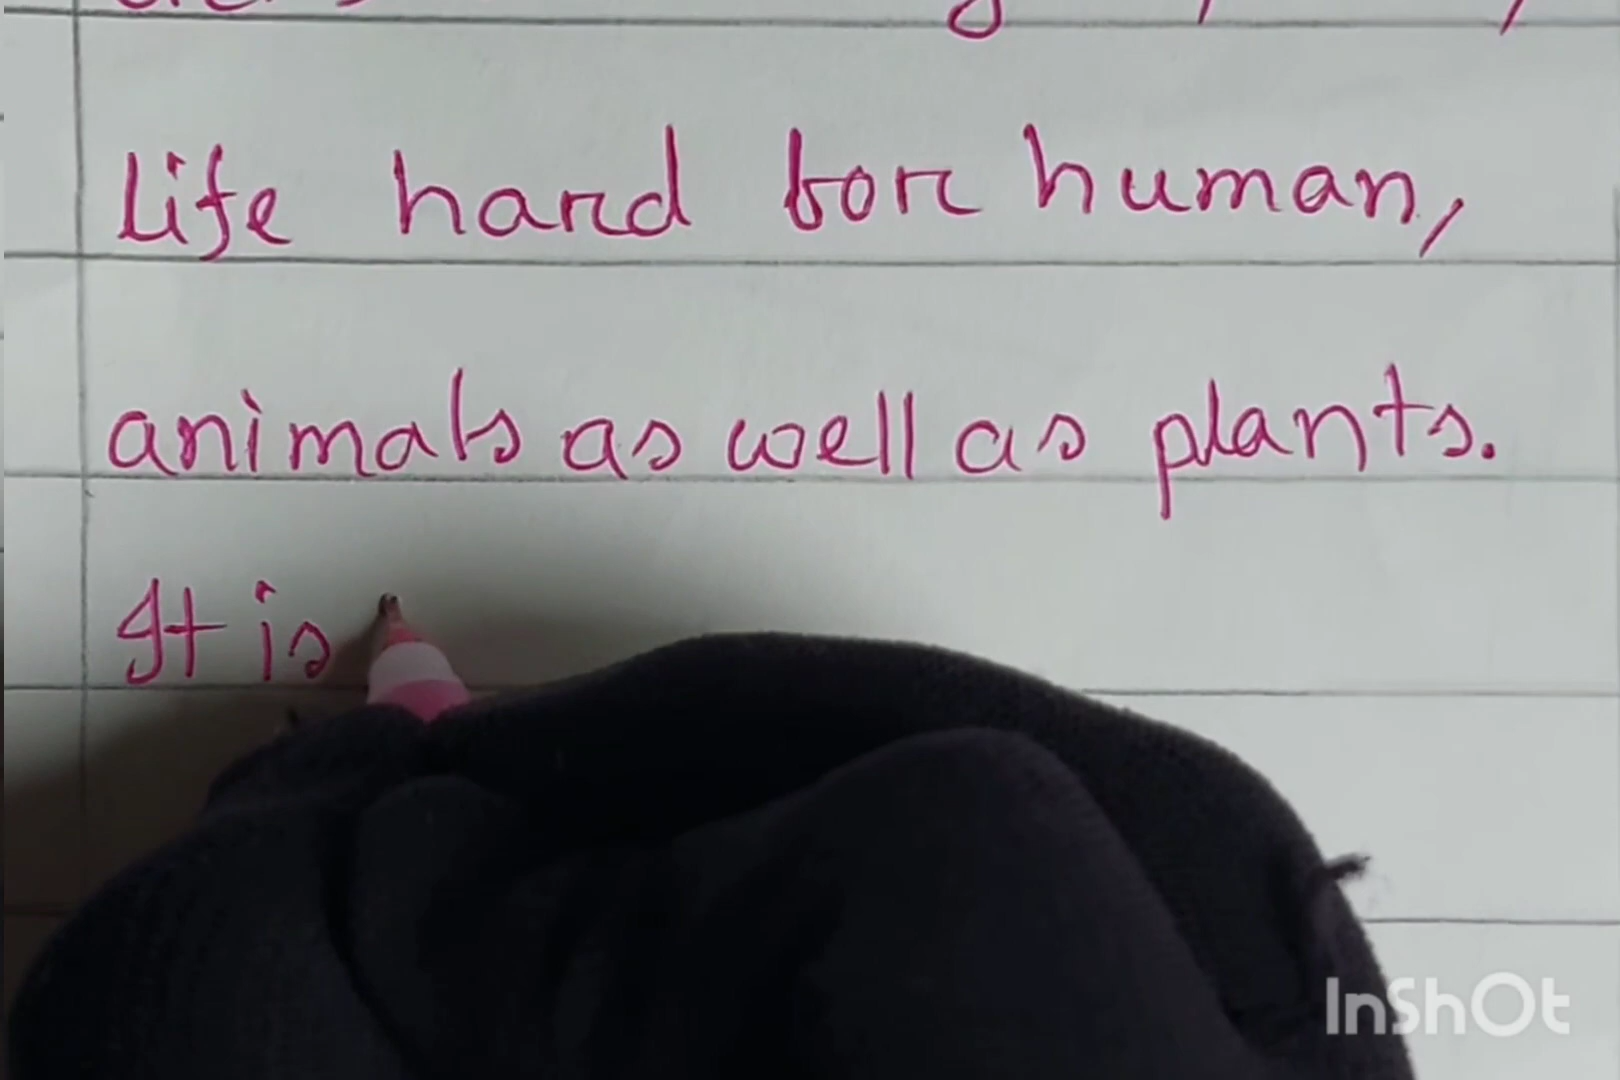 Life hard for human,
animals as well as plants.
It is
InShOt